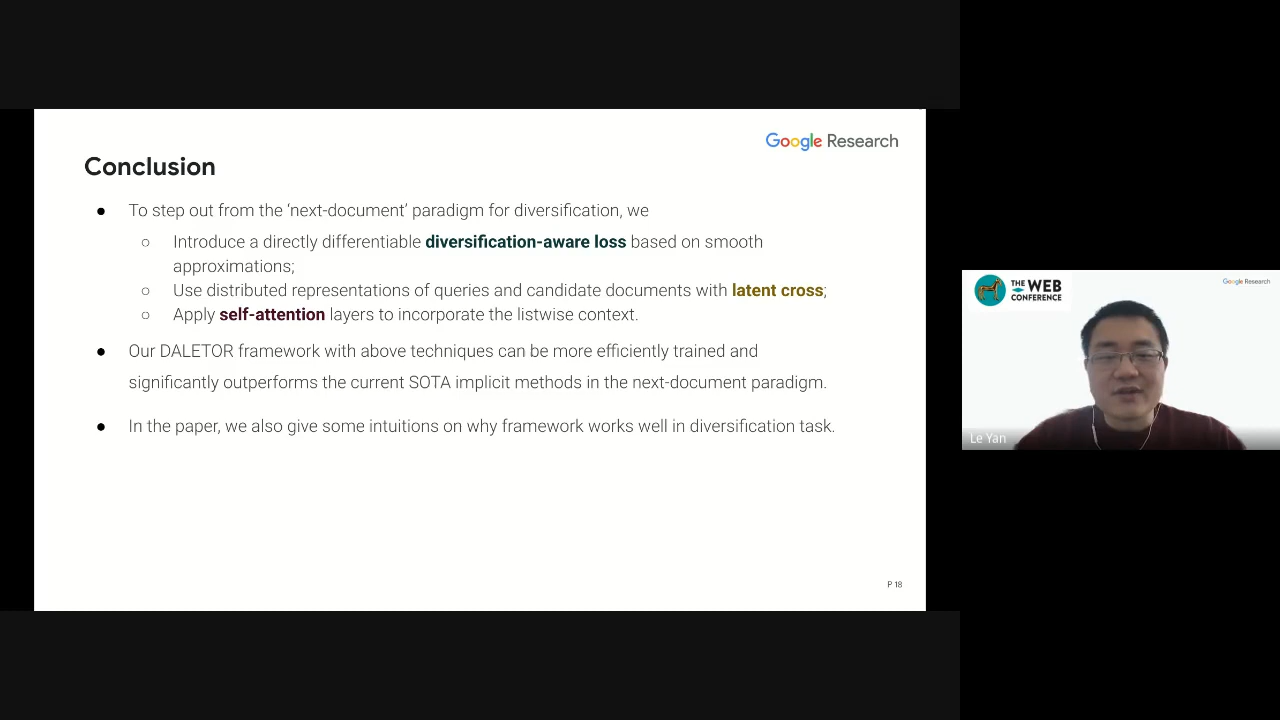 Google Research
Conclusion
● To step out from the ‘next-document’ paradigm for diversification, we
○ Introduce a directly differentiable diversification-aware loss based on smooth
approximations;
○ Use distributed representations of queries and candidate documents with latent cross;
○ Apply self-attention layers to incorporate the listwise context.
● Our DALETOR framework with above techniques can be more efficiently trained and
significantly outperforms the current SOTA implicit methods in the next-document paradigm.
● In the paper, we also give some intuitions on why framework works well in diversification task.
P 18
THE WEB
CONFERENCE
Google Research
Le Yan